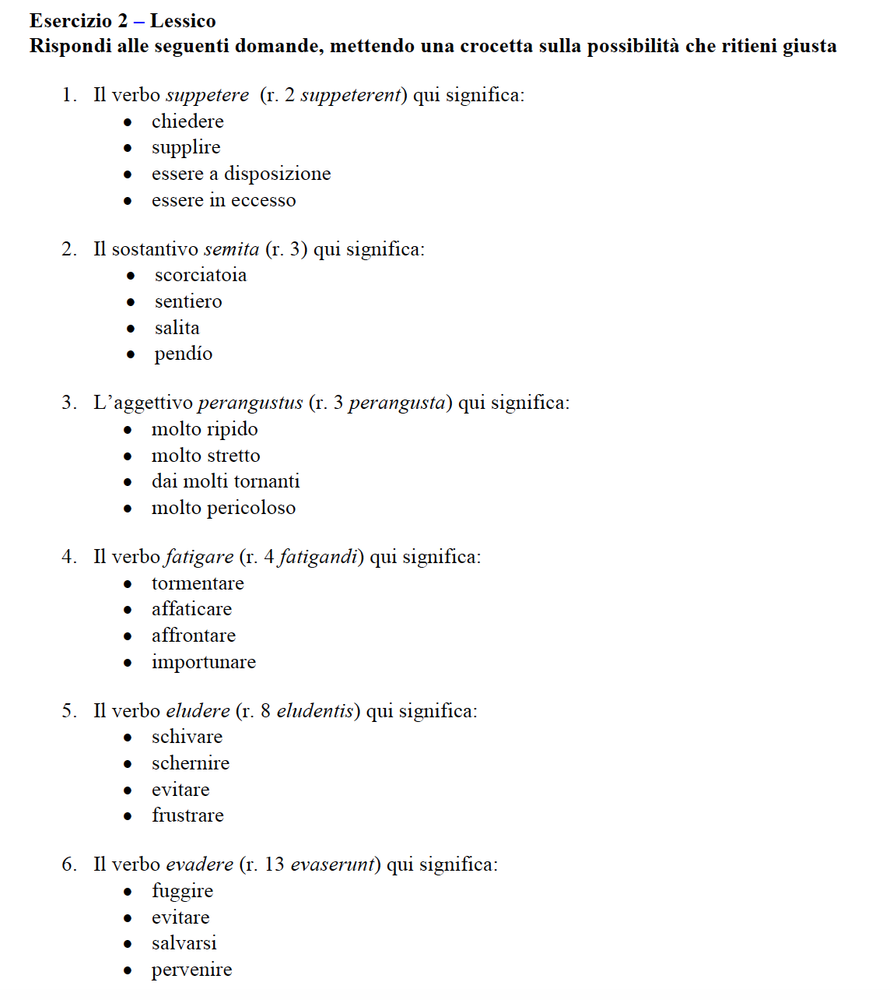 Esercizio 2 – Lessico
Rispondi alle seguenti domande, mettendo una crocetta sulla possibilità che ritieni giusta
1. Il verbo suppetere (r. 2 suppeterent) qui significa:
• chiedere
• supplire
• essere a disposizione
• essere in eccesso
2. Il sostantivo semita (r. 3) qui significa:
• scorciatoia
• sentiero
• salita
• pendío
3. L’aggettivo perangustus (r. 3 perangusta) qui significa:
• molto ripido
• molto stretto
• dai molti tornanti
• molto pericoloso
4. Il verbo fatigare (r. 4 fatigandi) qui significa:
• tormentare
• affaticare
• affrontare
• importunare
5. Il verbo eludere (r. 8 eludentis) qui significa:
• schivare
• schernire
• evitare
• frustrare
6. Il verbo evadere (r. 13 evaserunt) qui significa:
• fuggire
• evitare
• salvarsi
• pervenire